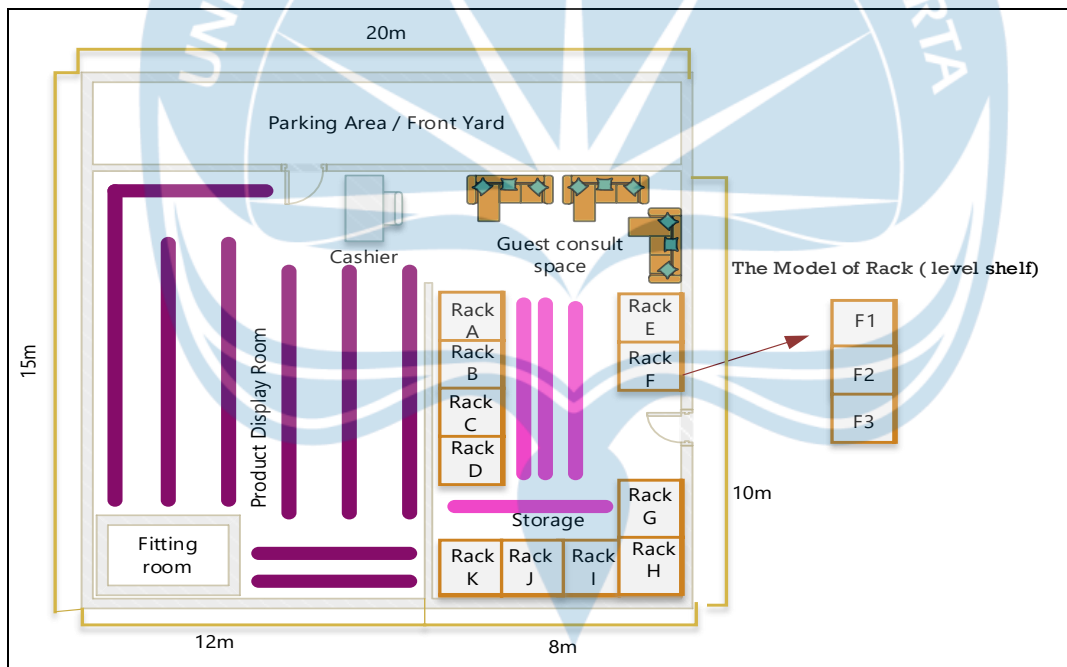 20m
UNI
RTA
Parking Area / Front Yard
Cashier
Guest consult
space
The Model of Rack ( level shelf)
15m
Product Display Room
Rack
A
Rack
B
Rack
C
Rack
D
Rack
E
Rack
F
F1
F2
F3
10m
Rack
G
Storage
Fitting
room
Rack
K
Rack
J
Rack
I
Rack
H
12m
8m